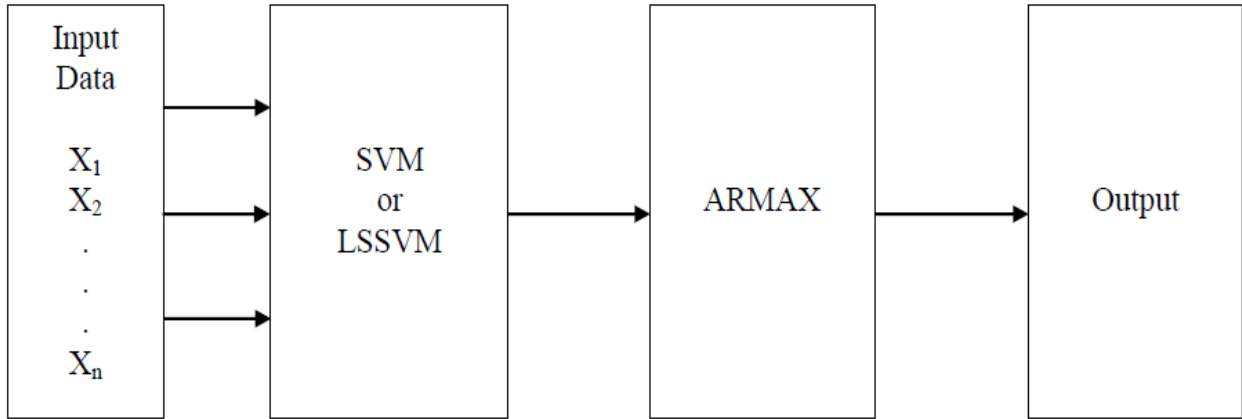 Input
Data
X₁
X₂
.
.
.
Xₙ
SVM
or
LSSVM
ARMAX
Output